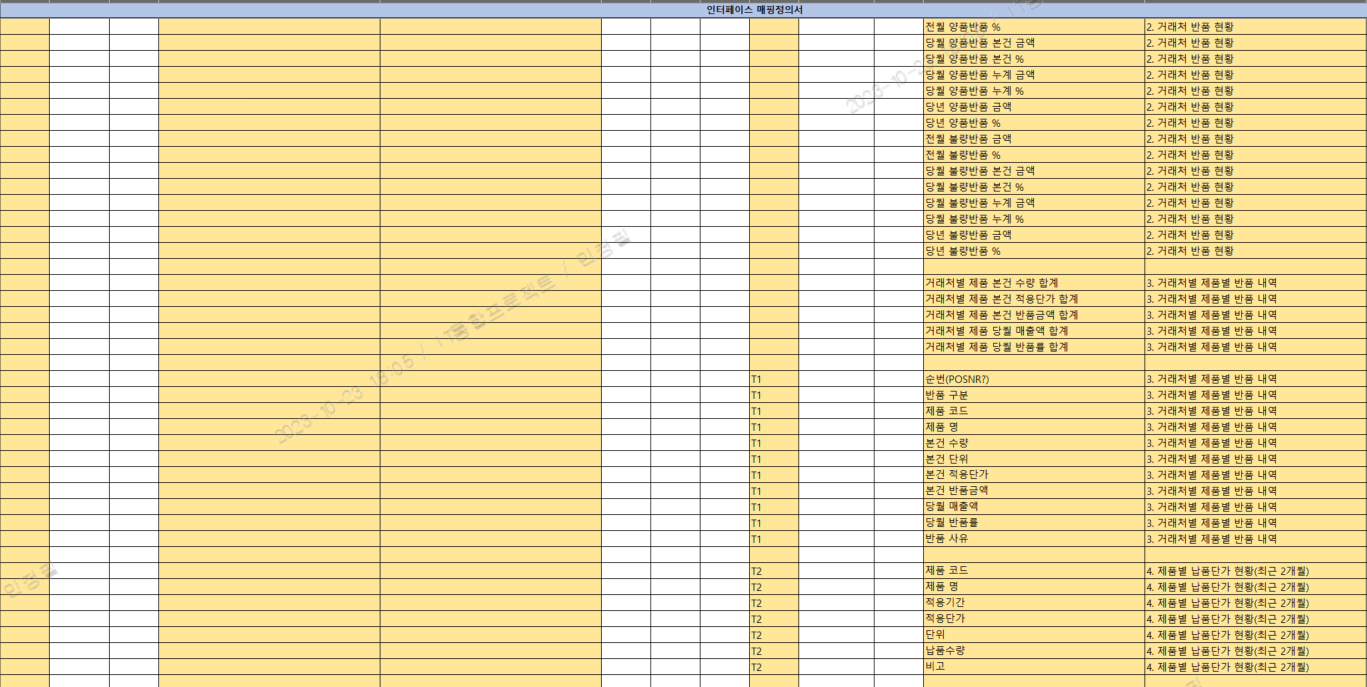 인터페이스 매핑정의서
전월 양품반품 % 2. 거래처 반품 현황
당월 양품반품 본건 금액 2. 거래처 반품 현황
당월 양품반품 본건 % 2. 거래처 반품 현황
당월 양품반품 누계 금액 2. 거래처 반품 현황
당월 양품반품 누계 % 2. 거래처 반품 현황
당년 양품반품 금액 2. 거래처 반품 현황
당년 양품반품 % 2. 거래처 반품 현황
전월 불량반품 금액 2. 거래처 반품 현황
전월 불량반품 % 2. 거래처 반품 현황
당월 불량반품 본건 금액 2. 거래처 반품 현황
당월 불량반품 본건 % 2. 거래처 반품 현황
당월 불량반품 누계 금액 2. 거래처 반품 현황
당월 불량반품 누계 % 2. 거래처 반품 현황
당년 불량반품 금액 2. 거래처 반품 현황
당년 불량반품 % 2. 거래처 반품 현황
거래처별 제품 본건 수량 합계 3. 거래처별 제품별 반품 내역
거래처별 제품 본건 적용단가 합계 3. 거래처별 제품별 반품 내역
거래처별 제품 본건 반품금액 합계 3. 거래처별 제품별 반품 내역
거래처별 제품 당월 매출액 합계 3. 거래처별 제품별 반품 내역
거래처별 제품 당월 반품률 합계 3. 거래처별 제품별 반품 내역
T1 순번(POSNR?) 3. 거래처별 제품별 반품 내역
T1 반품 구분 3. 거래처별 제품별 반품 내역
T1 제품 코드 3. 거래처별 제품별 반품 내역
T1 제품 명 3. 거래처별 제품별 반품 내역
T1 본건 수량 3. 거래처별 제품별 반품 내역
T1 본건 단위 3. 거래처별 제품별 반품 내역
T1 본건 적용단가 3. 거래처별 제품별 반품 내역
T1 본건 반품금액 3. 거래처별 제품별 반품 내역
T1 당월 매출액 3. 거래처별 제품별 반품 내역
T1 당월 반품률 3. 거래처별 제품별 반품 내역
T1 반품 사유 3. 거래처별 제품별 반품 내역
T2 제품 코드 4. 제품별 납품단가 현황(최근 2개월)
T2 제품 명 4. 제품별 납품단가 현황(최근 2개월)
T2 적용기간 4. 제품별 납품단가 현황(최근 2개월)
T2 적용단가 4. 제품별 납품단가 현황(최근 2개월)
T2 단위 4. 제품별 납품단가 현황(최근 2개월)
T2 납품수량 4. 제품별 납품단가 현황(최근 2개월)
T2 비고 4. 제품별 납품단가 현황(최근 2개월)
2023-10-23 18:05 / IT통합프로젝트 / 민정필
민정필